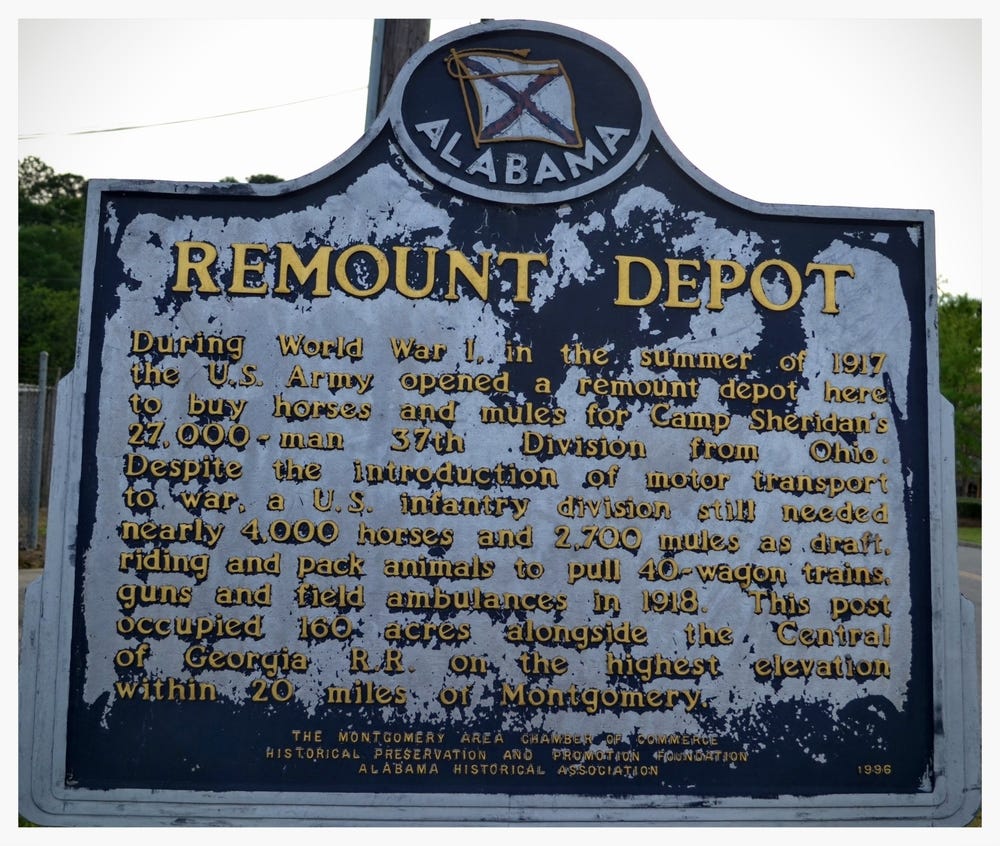 ALABAMA
REMOUNT DEPOT
During World War I, in the summer of 1917
the U.S. Army opened a remount depot here
to buy horses and mules for Camp Sheridan's
27,000-man 37th Division from Ohio.
Despite the introduction of motor transport
to war, a U.S. infantry division still needed
nearly 4,000 horses and 2,700 mules as draft,
riding and pack animals to pull 40-wagon trains,
guns and field ambulances in 1918. This post
occupied 160 acres alongside the Central
of Georgia R.R. on the highest elevation
within 20 miles of Montgomery.
THE MONTGOMERY AREA CHAMBER OF COMMERCE
HISTORICAL PRESERVATION AND PROMOTION FOUNDATION
ALABAMA HISTORICAL ASSOCIATION 1996